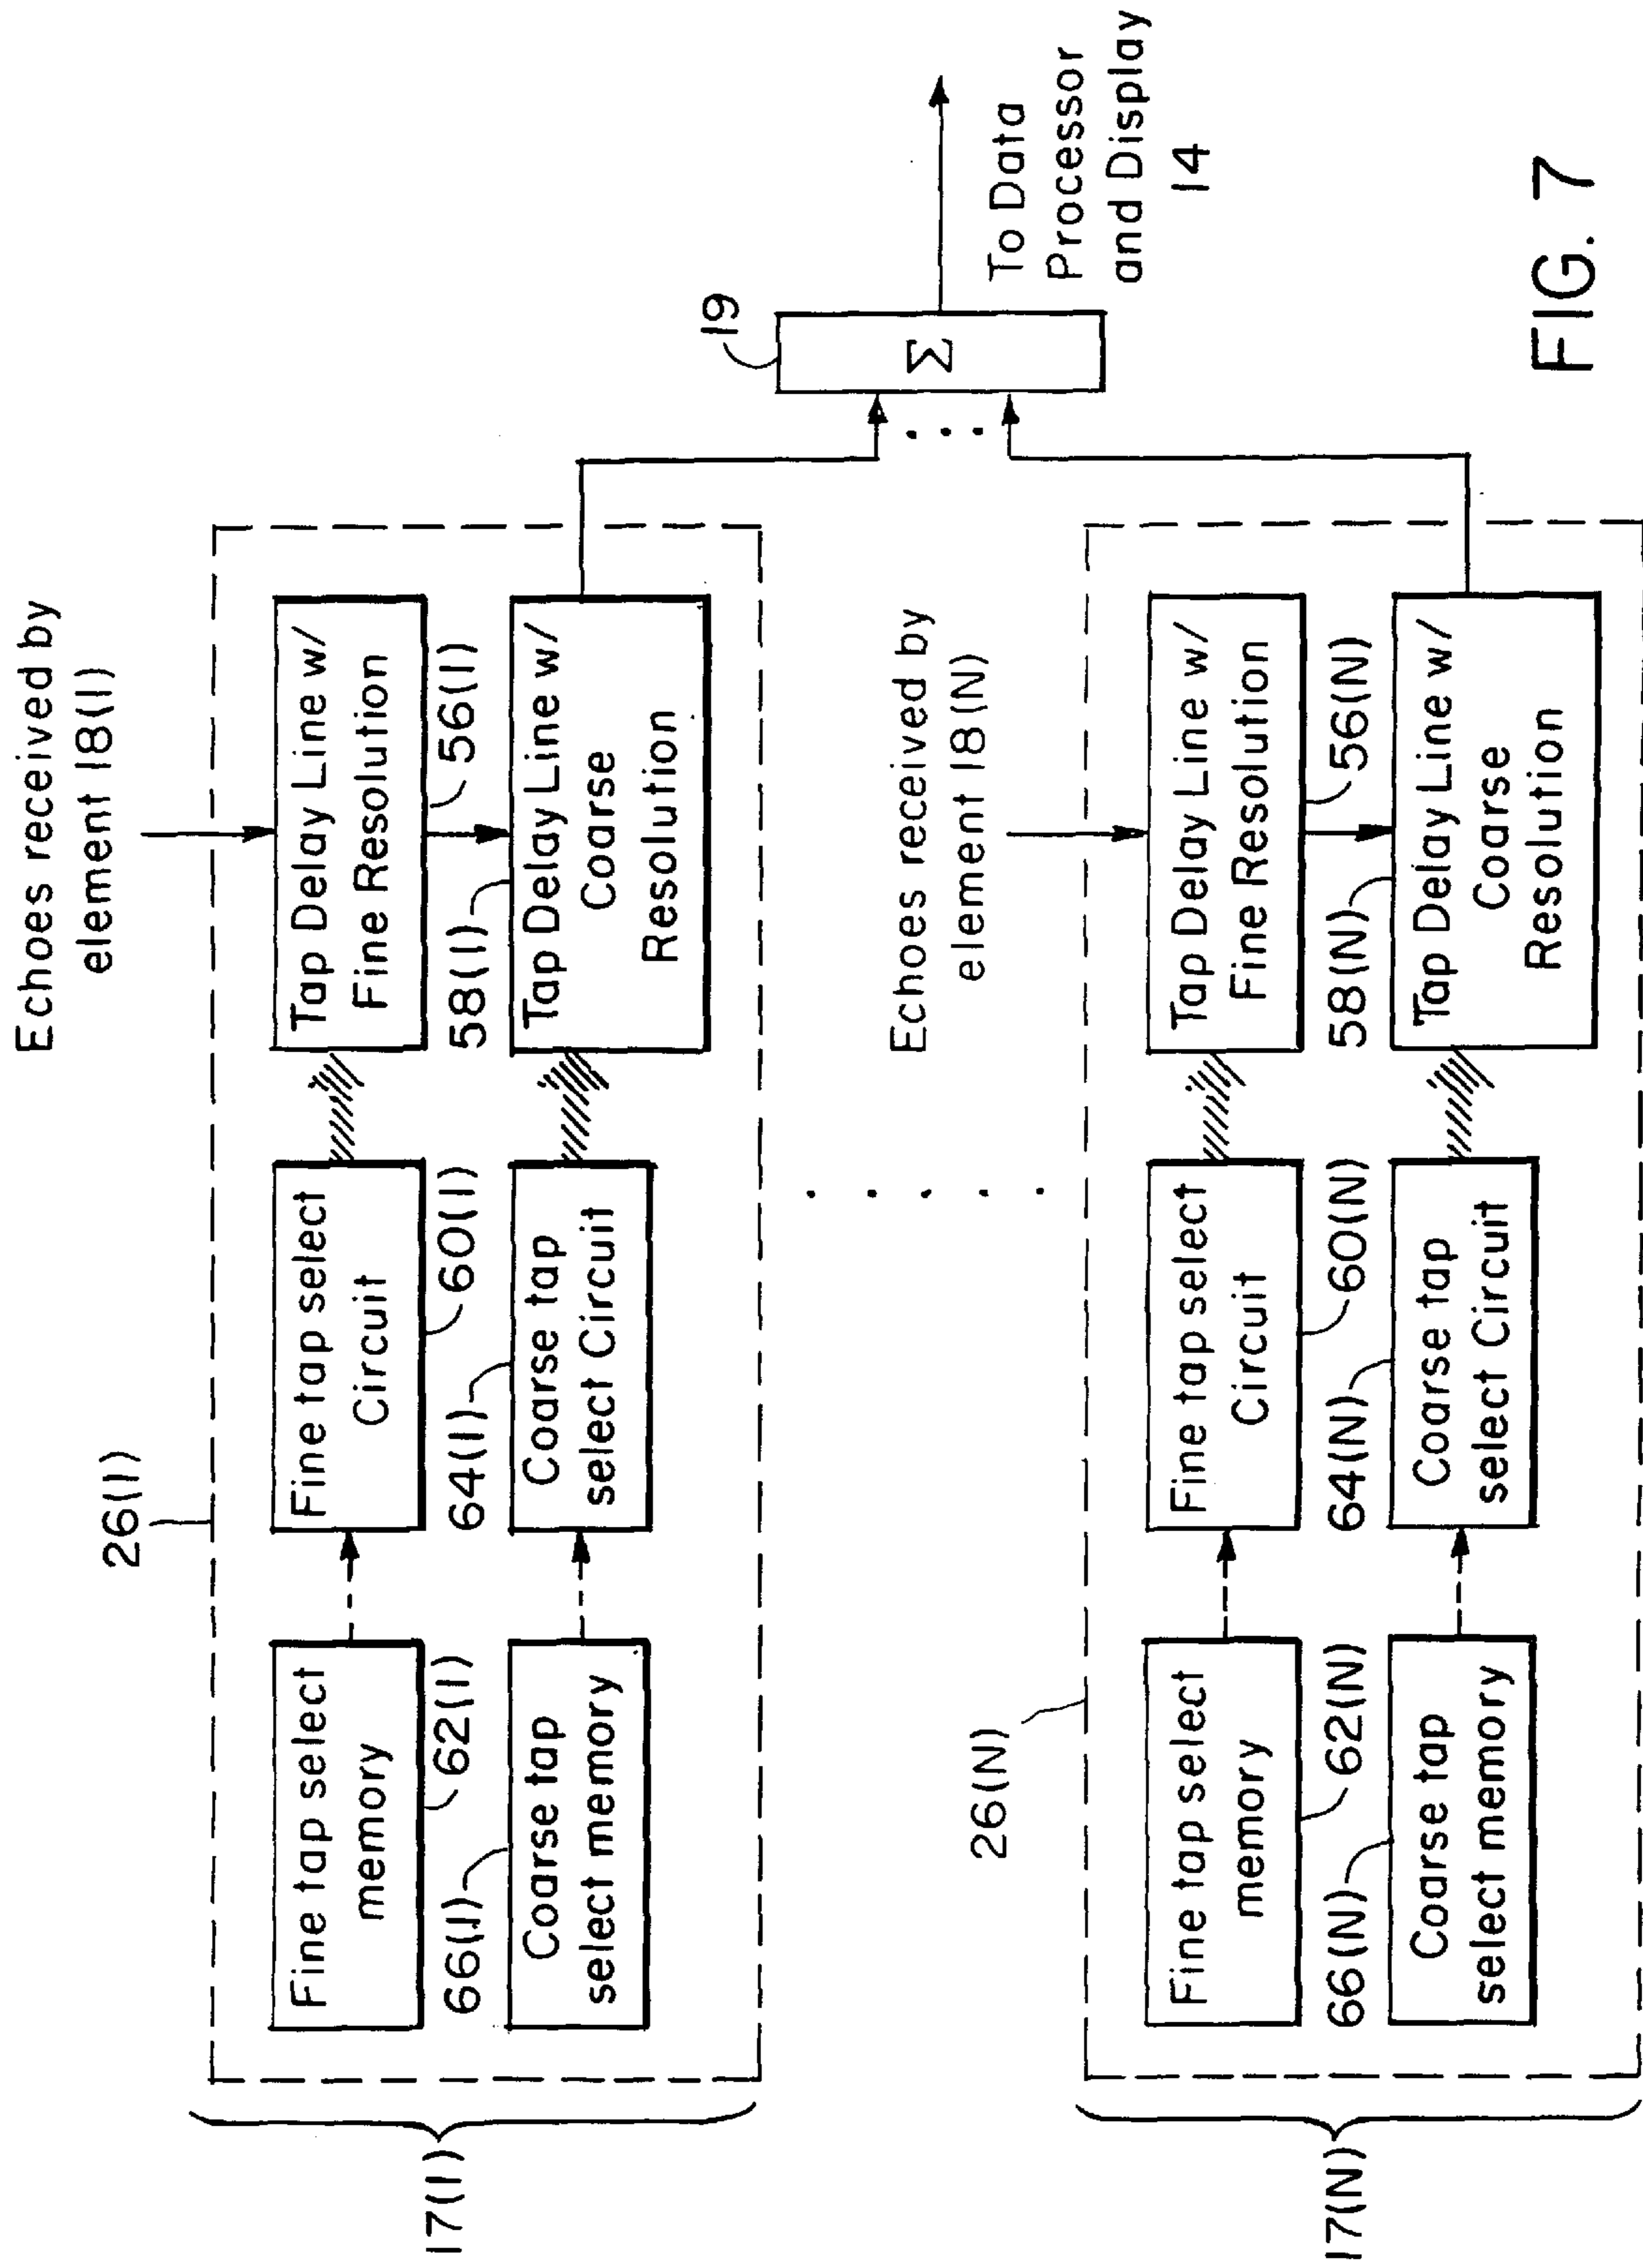 Echoes received by
element 18(1)
26(1)
Fine tap select
memory
Fine tap select
Circuit
Tap Delay Line w/
Fine Resolution
66(1)
62(1)
64(1)
60(1)
58(1)
56(1)
Coarse tap
select memory
Coarse tap
select Circuit
Tap Delay Line w/
Coarse
Resolution
17(1)
19
Σ
To Data
Processor
and Display
14
Echoes received by
element 18(N)
26(N)
Fine tap select
memory
Fine tap select
Circuit
Tap Delay Line w/
Fine Resolution
66(N)
62(N)
64(N)
60(N)
58(N)
56(N)
Coarse tap
select memory
Coarse tap
select Circuit
Tap Delay Line w/
Coarse
Resolution
17(N)
FIG. 7